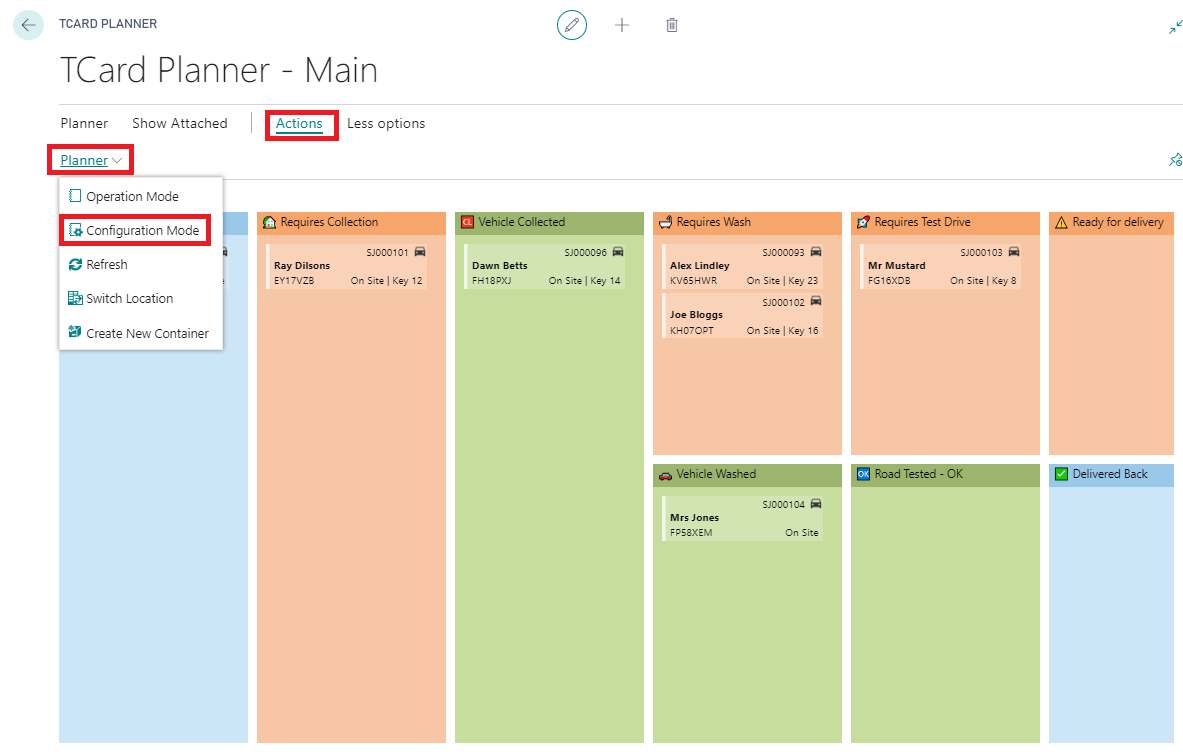 TCARD PLANNER
TCard Planner - Main
Planner Show Attached Actions Less options
Planner
Operation Mode
Configuration Mode
Refresh
Switch Location
Create New Container
Requires Collection
SJ000101
Ray Dilsons
EY17VZB On Site | Key 12
CL Vehicle Collected
SJ000096
Dawn Betts
FH18PXJ On Site | Key 14
Requires Wash
SJ000093
Alex Lindley
KV65HWR On Site | Key 23
SJ000102
Joe Bloggs
KH07OPT On Site | Key 16
Requires Test Drive
SJ000103
Mr Mustard
FG16XDB On Site | Key 8
Ready for delivery
Vehicle Washed
SJ000104
Mrs Jones
FP58XEM On Site
OK Road Tested - OK
Delivered Back